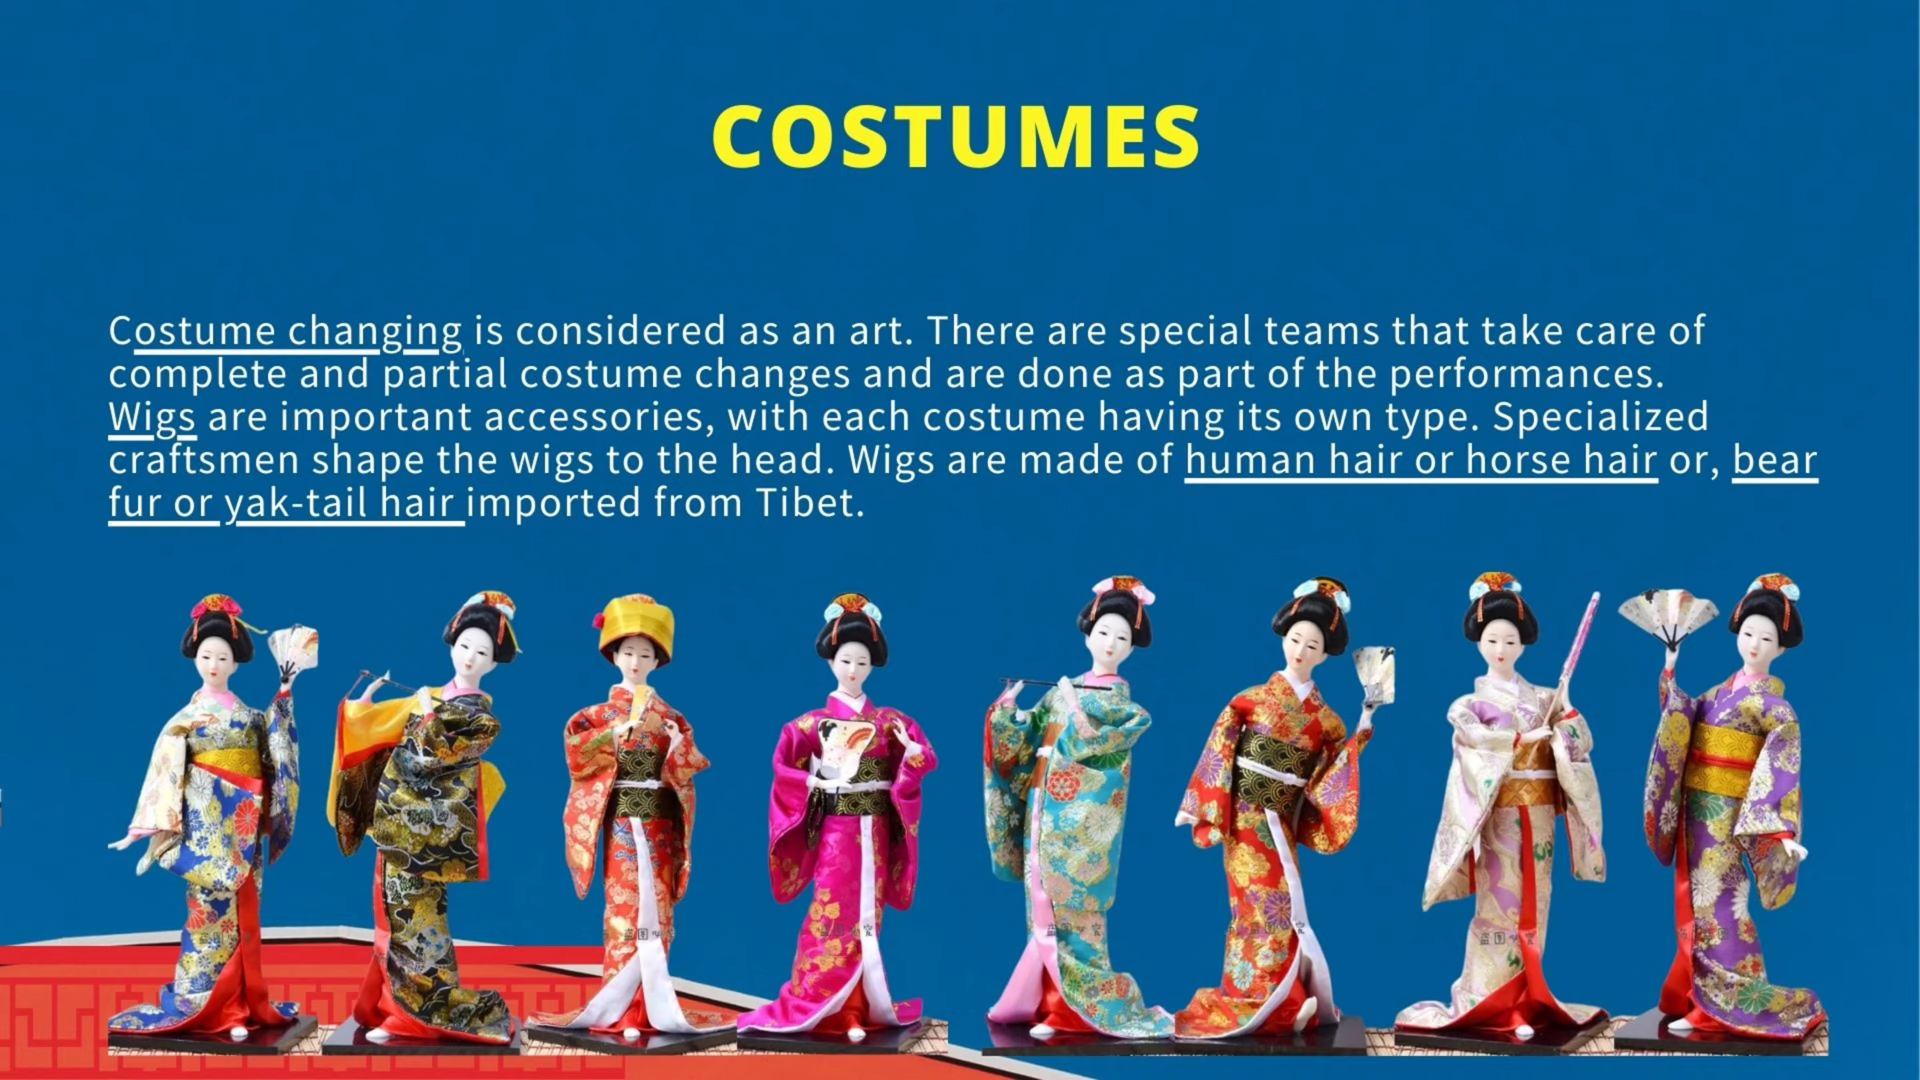 COSTUMES
Costume changing is considered as an art. There are special teams that take care of
complete and partial costume changes and are done as part of the performances.
Wigs are important accessories, with each costume having its own type. Specialized
craftsmen shape the wigs to the head. Wigs are made of human hair or horse hair or, bear
fur or yak-tail hair imported from Tibet.